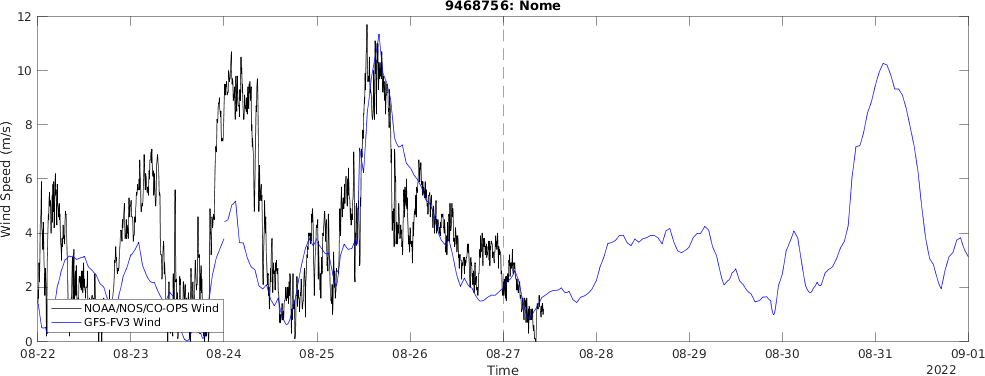 9468756: Nome
Wind Speed (m/s)
12
10
8
6
4
2
0
NOAA/NOS/CO-OPS Wind
GFS-FV3 Wind
08-22 08-23 08-24 08-25 08-26 08-27 08-28 08-29 08-30 08-31 09-01
Time
2022